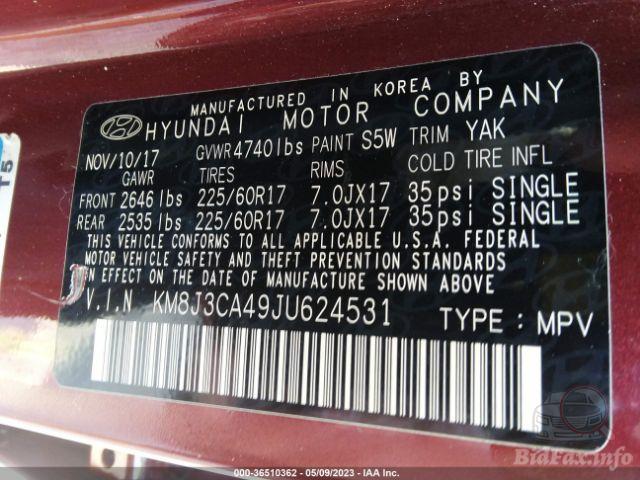 MANUFACTURED IN KOREA BY
HYUNDAI MOTOR COMPANY
NOV/10/17 GVWR 4740lbs PAINT S5W TRIM YAK
GAWR TIRES RIMS COLD TIRE INFL
FRONT 2646 lbs 225/60R17 7.0JX17 35psi SINGLE
REAR 2535 lbs 225/60R17 7.0JX17 35psi SINGLE
THIS VEHICLE CONFORMS TO ALL APPLICABLE U.S.A. FEDERAL
MOTOR VEHICLE SAFETY AND THEFT PREVENTION STANDARDS
IN EFFECT ON THE DATE OF MANUFACTURE SHOWN ABOVE
V.I.N KM8J3CA49JU624531 TYPE : MPV
T5
BidFax.info
000-36510362 - 05/09/2023 - IAA Inc.